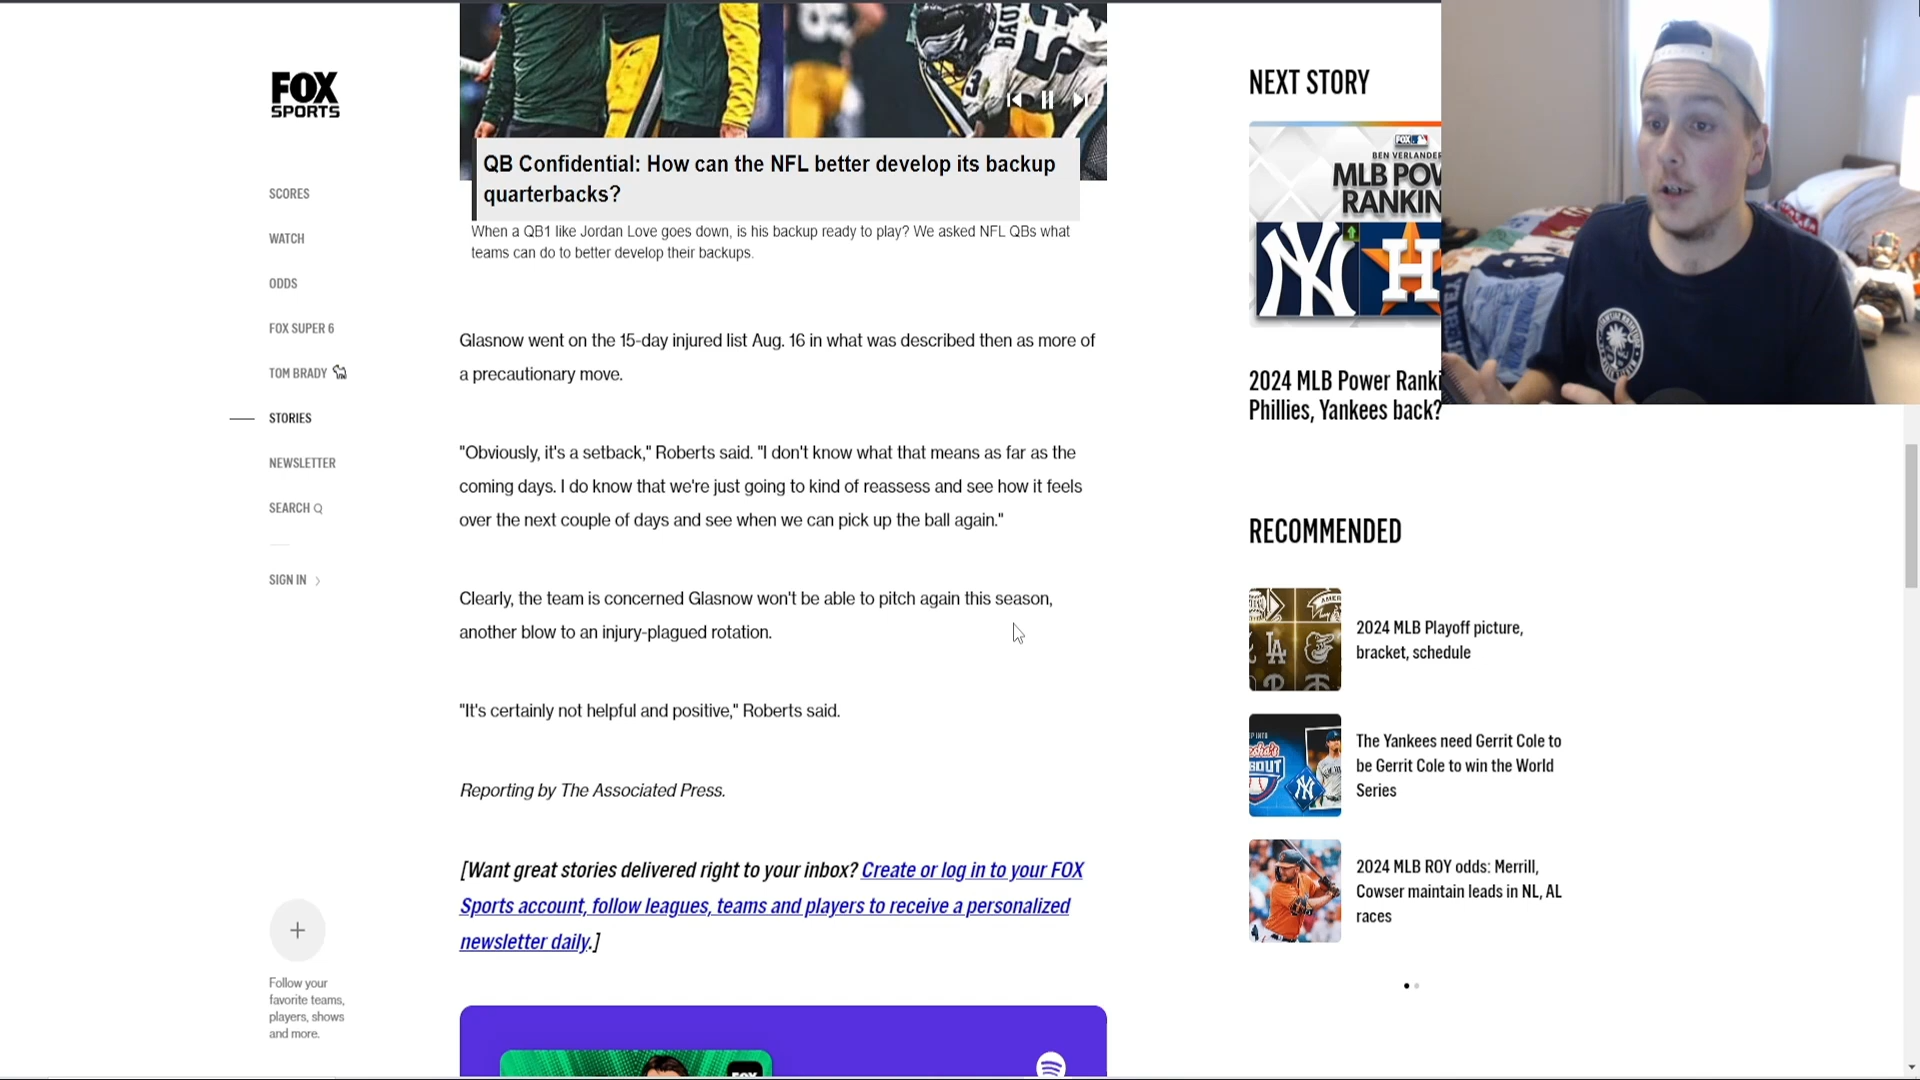 FOX
SPORTS
SCORES
WATCH
ODDS
FOX SUPER 6
TOM BRADY
STORIES
NEWSLETTER
SEARCH
SIGN IN
Follow your
favorite teams,
players, shows
and more.
QB Confidential: How can the NFL better develop its backup
quarterbacks?
When a QB1 like Jordan Love goes down, is his backup ready to play? We asked NFL QBs what
teams can do to better develop their backups.
Glasnow went on the 15-day injured list Aug. 16 in what was described then as more of
a precautionary move.
"Obviously, it's a setback," Roberts said. "I don't know what that means as far as the
coming days. I do know that we're just going to kind of reassess and see how it feels
over the next couple of days and see when we can pick up the ball again."
Clearly, the team is concerned Glasnow won't be able to pitch again this season,
another blow to an injury-plagued rotation.
"It's certainly not helpful and positive," Roberts said.
Reporting by The Associated Press.
[Want great stories delivered right to your inbox? Create or log in to your FOX
Sports account, follow leagues, teams and players to receive a personalized
newsletter daily.]
FOX
NEXT STORY
FOX
BEN VERLANDER
MLB POW
RANKIN
NY
H
2024 MLB Power Ranki
Phillies, Yankees back?
RECOMMENDED
LA
2024 MLB Playoff picture,
bracket, schedule
The Yankees need Gerrit Cole to
be Gerrit Cole to win the World
Series
2024 MLB ROY odds: Merrill,
Cowser maintain leads in NL, AL
races